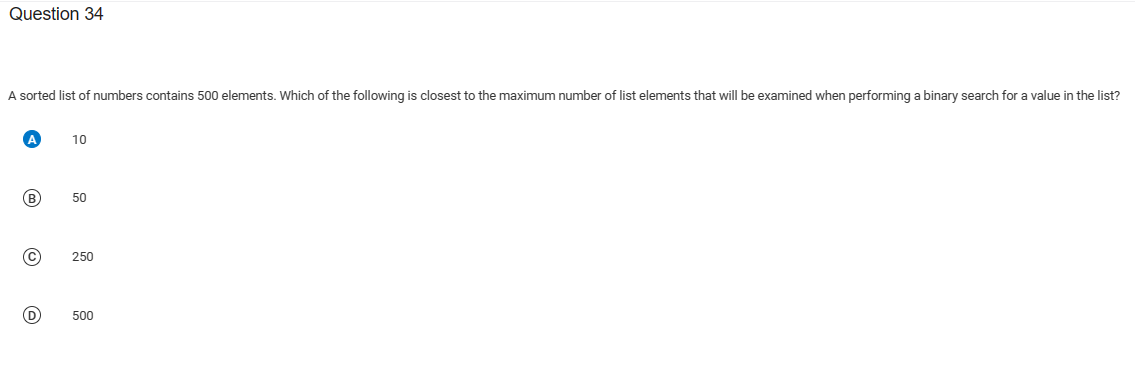 Question 34
A sorted list of numbers contains 500 elements. Which of the following is closest to the maximum number of list elements that will be examined when performing a binary search for a value in the list?
A 10
B 50
C 250
D 500